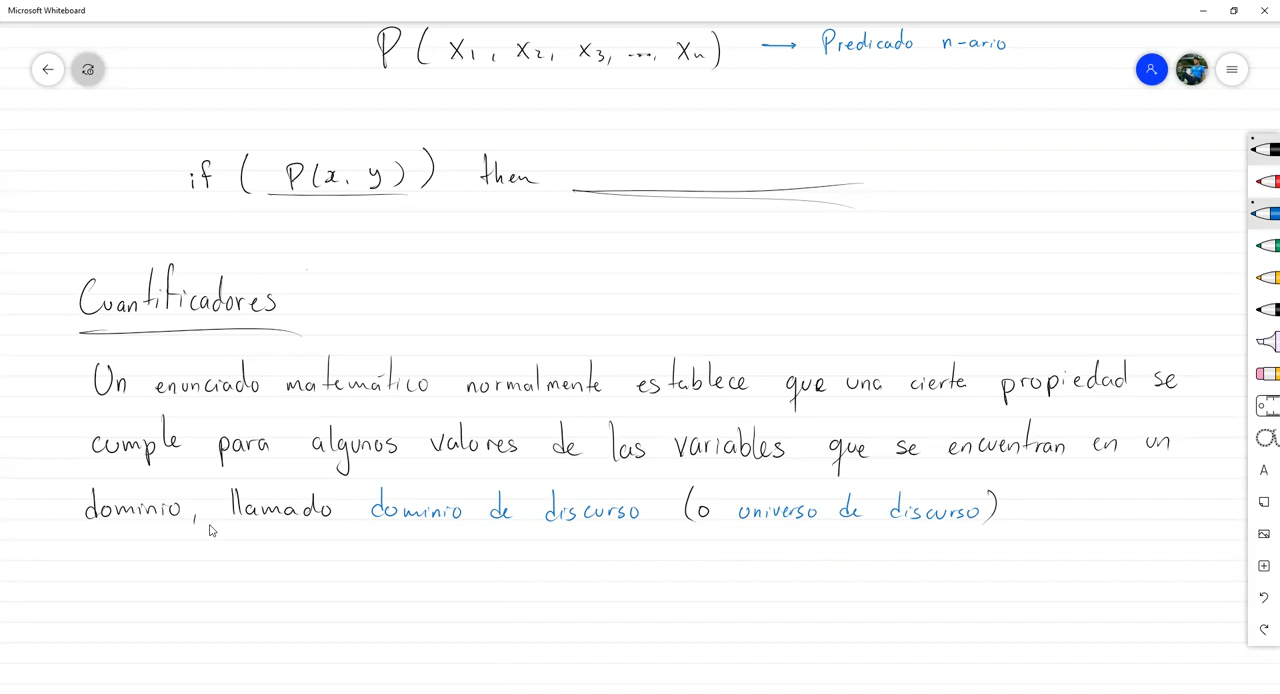 Microsoft Whiteboard
P ( x₁, x₂, x₃, ..., xₙ) → Predicado n-ario
if ( P(x, y) ) then
Cuantificadores
Un enunciado matemático normalmente establece que una cierta propiedad se
cumple para algunos valores de las variables que se encuentran en un
dominio, llamado dominio de discurso (o universo de discurso)
A